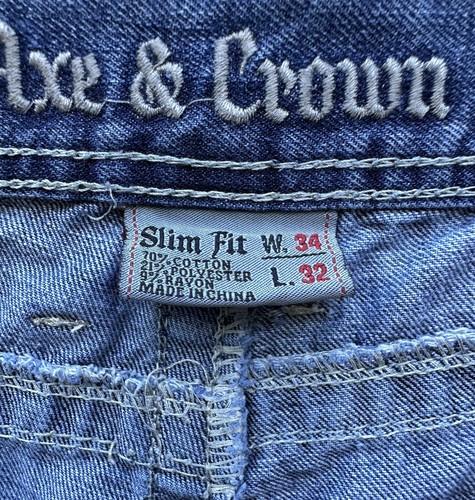 Axe & Crown
Slim Fit W. 34
70% COTTON
POLYESTER
RAYON L. 32
MADE IN CHINA